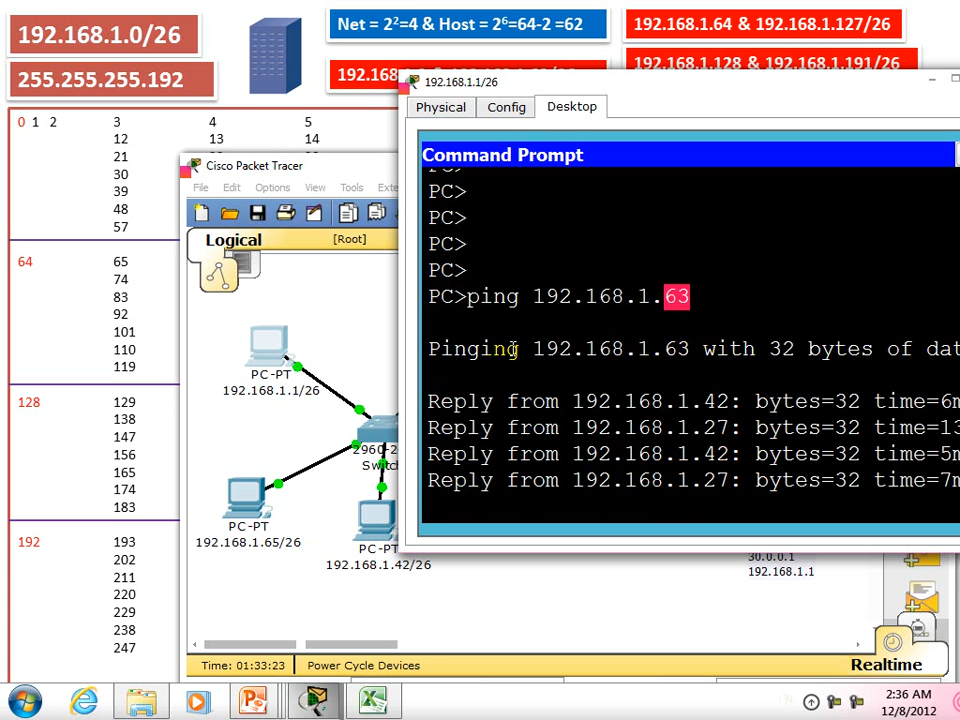 192.168.1.0/26
255.255.255.192
Net = 2²=4 & Host = 2⁶=64-2 =62
192.168.1.64 & 192.168.1.127/26
192.168.1.128 & 192.168.1.191/26
192.168.1/26
Physical Config Desktop
Command Prompt
PC>
PC>
PC>
PC>
PC>
PC>ping 192.168.1.63
Pinging 192.168.1.63 with 32 bytes of dat
Reply from 192.168.1.42: bytes=32 time=6m
Reply from 192.168.1.27: bytes=32 time=13
Reply from 192.168.1.42: bytes=32 time=5m
Reply from 192.168.1.27: bytes=32 time=7m
0 1 2 3 4 5
12 13 14
21
30
39
48
57
64 65
74
83
92
101
110
119
128 129
138
147
156
165
174
183
192 193
202
211
220
229
238
247
Cisco Packet Tracer
File Edit Options View Tools Exte
Logical [Root]
PC-PT
192.168.1.1/26
2960-2
Switch
PC-PT
192.168.1.65/26
PC-PT
192.168.1.42/26
30.0.0.1
192.168.1.1
Time: 01:33:23 Power Cycle Devices
Realtime
2:36 AM
12/8/2012